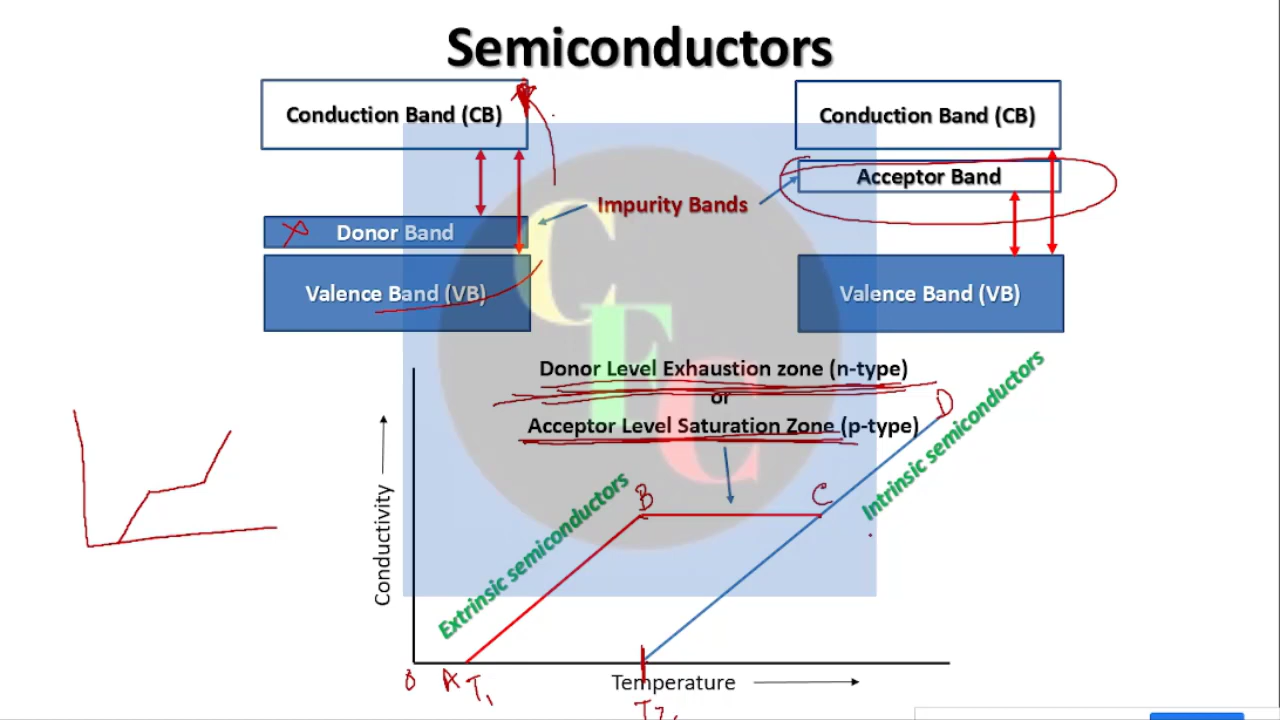 Semiconductors
Conduction Band (CB)
Conduction Band (CB)
Acceptor Band
Impurity Bands
Donor Band
Valence Band (VB)
Valence Band (VB)
C
F
C
Donor Level Exhaustion zone (n-type)
or
Acceptor Level Saturation Zone (p-type)
D
Intrinsic semiconductors
B
C
Extrinsic semiconductors
Conductivity
0 A T1
Temperature
T2